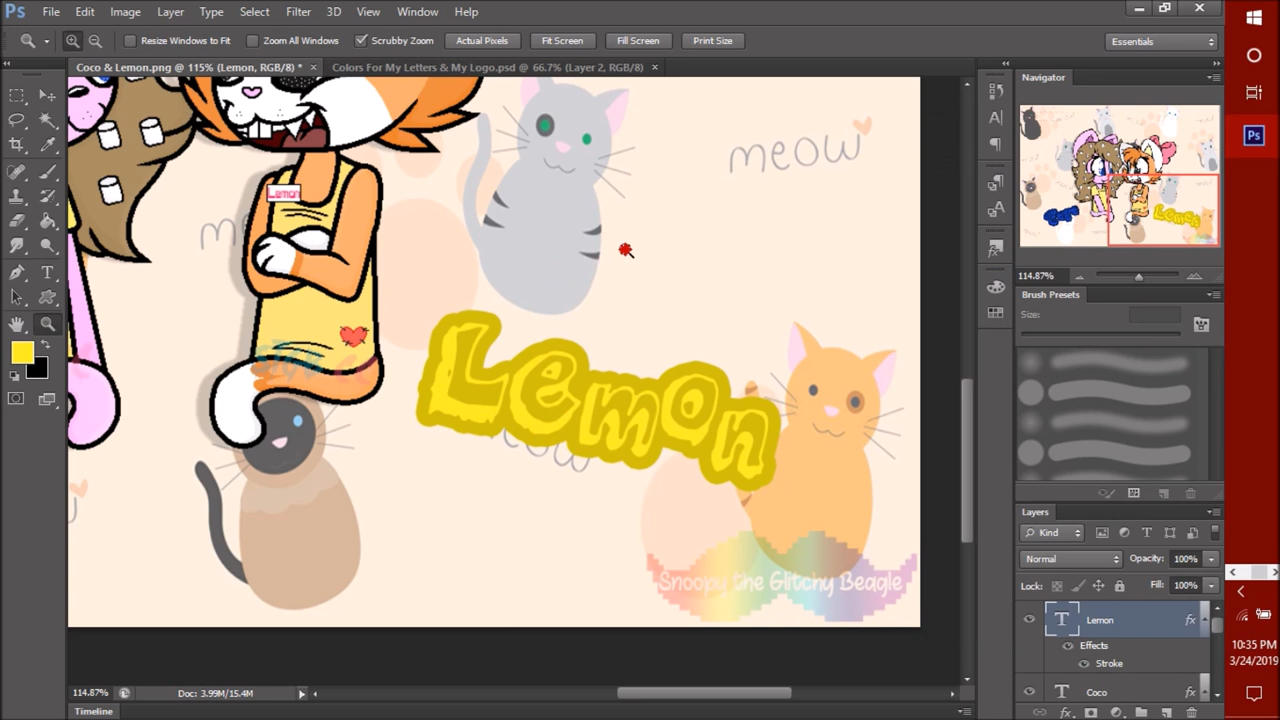 Ps File Edit Image Layer Type Select Filter 3D View Window Help
Resize Windows to Fit Zoom All Windows Scrubby Zoom Actual Pixels Fit Screen Fill Screen Print Size Essentials
Coco & Lemon.png @ 115% (Lemon, RGB/8) * × Colors For My Letters & My Logo.psd @ 66.7% (Layer 2, RGB/8) ×
Navigator
meow
Lemon
114.87%
Brush Presets
Size:
Lemon
Layers
Kind
Normal Opacity: 100%
Lock: Fill: 100%
Snoopy the Glitchy Beagle
Lemon fx
Effects
Stroke
Coco fx
10:35 PM
3/24/2019
114.87% Doc: 3.99M/15.4M
Timeline